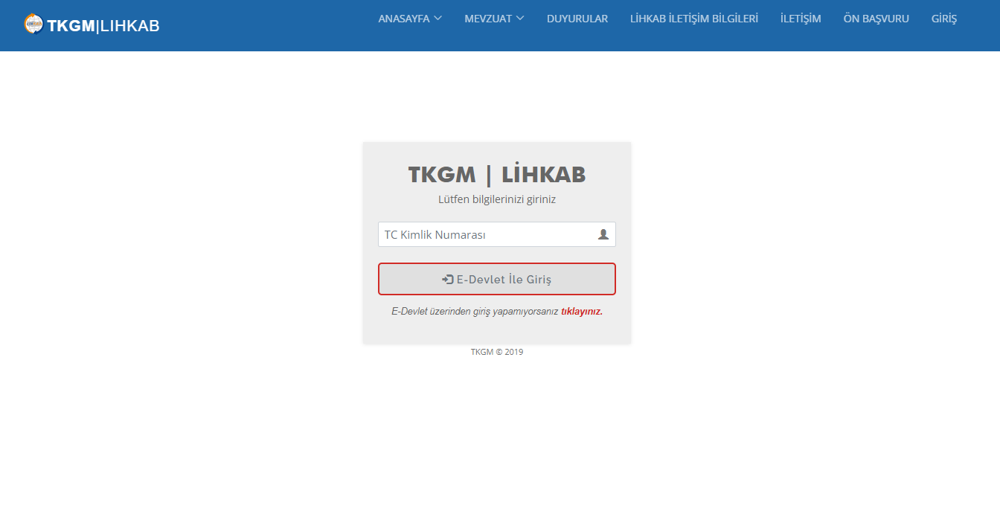 TKGM|LIHKAB
ANASAYFA MEVZUAT DUYURULAR LİHKAB İLETİŞİM BİLGİLERİ İLETİŞİM ÖN BAŞVURU GİRİŞ
TKGM | LİHKAB
Lütfen bilgilerinizi giriniz
TC Kimlik Numarası
E-Devlet İle Giriş
E-Devlet üzerinden giriş yapamıyorsanız tıklayınız.
TKGM © 2019